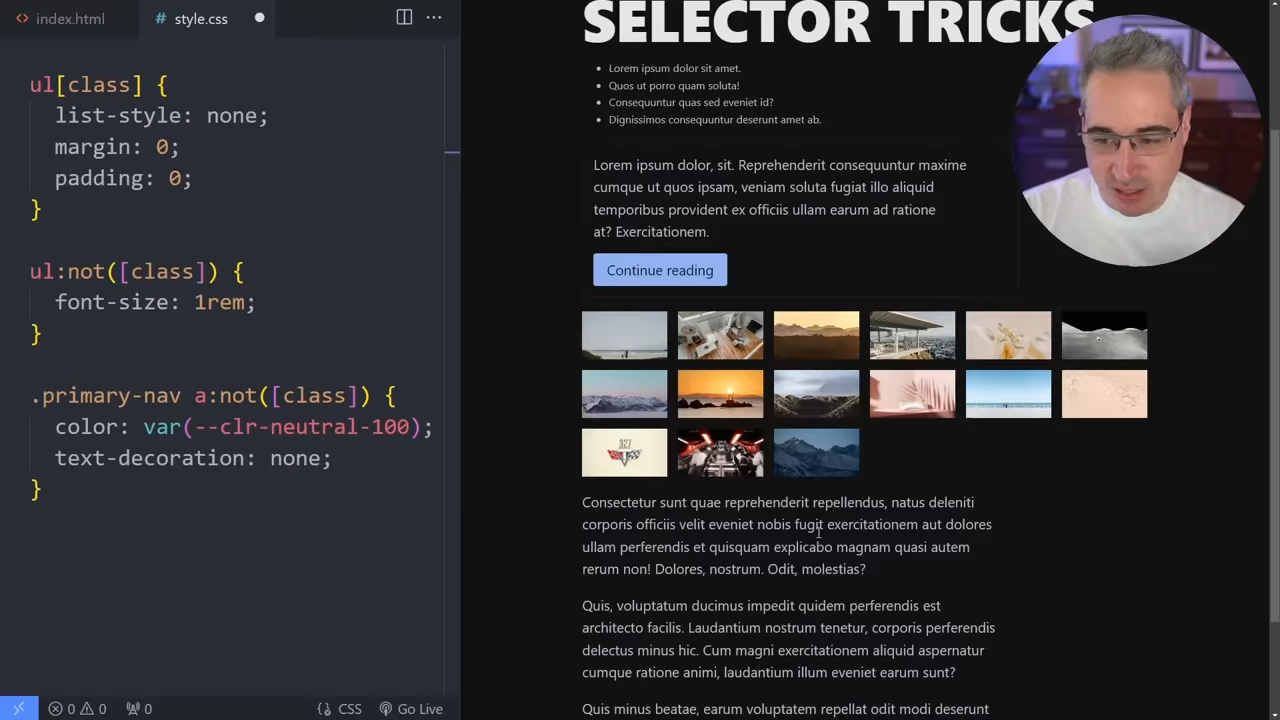 index.html
style.css
ul[class] {
list-style: none;
margin: 0;
padding: 0;
}
ul:not([class]) {
font-size: 1rem;
}
.primary-nav a:not([class]) {
color: var(--clr-neutral-100);
text-decoration: none;
}
0 0 0 CSS Go Live
SELECTOR TRICKS
Lorem ipsum dolor sit amet.
Quos ut porro quam soluta!
Consequuntur quas sed eveniet id?
Dignissimos consequuntur deserunt amet ab.
Lorem ipsum dolor, sit. Reprehenderit consequuntur maxime
cumque ut quos ipsam, veniam soluta fugiat illo aliquid
temporibus provident ex officiis ullam earum ad ratione
at? Exercitationem.
Continue reading
327
Consectetur sunt quae reprehenderit repellendus, natus deleniti
corporis officiis velit eveniet nobis fugit exercitationem aut dolores
ullam perferendis et quisquam explicabo magnam quasi autem
rerum non! Dolores, nostrum. Odit, molestias?
Quis, voluptatum ducimus impedit quidem perferendis est
architecto facilis. Laudantium nostrum tenetur, corporis perferendis
delectus minus hic. Cum magni exercitationem aliquid aspernatur
cumque ratione animi, laudantium illum eveniet earum sunt?
Quis minus beatae, earum voluptatem repellat odit modi deserunt